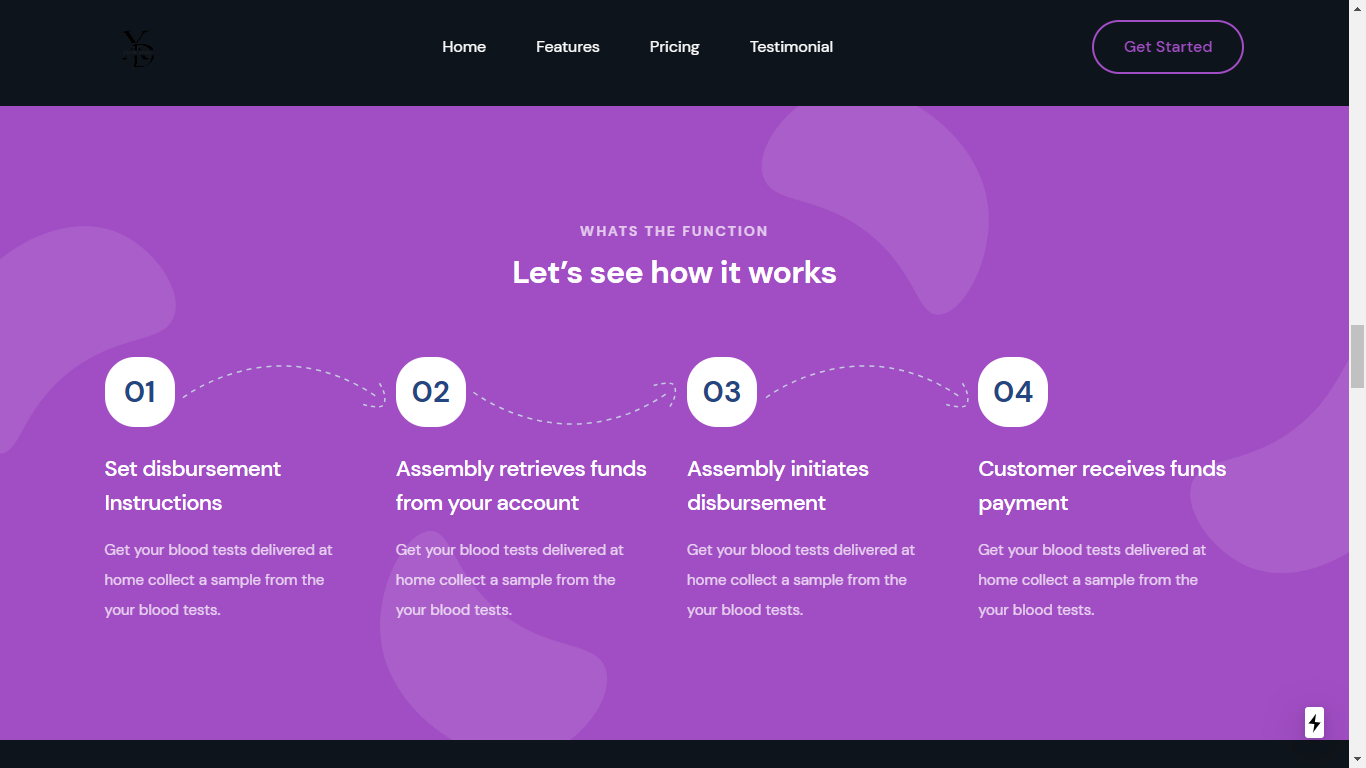 Home Features Pricing Testimonial Get Started
WHATS THE FUNCTION
Let's see how it works
01 02 03 04
Set disbursement
Instructions
Get your blood tests delivered at
home collect a sample from the
your blood tests.
Assembly retrieves funds
from your account
Get your blood tests delivered at
home collect a sample from the
your blood tests.
Assembly initiates
disbursement
Get your blood tests delivered at
home collect a sample from the
your blood tests.
Customer receives funds
payment
Get your blood tests delivered at
home collect a sample from the
your blood tests.